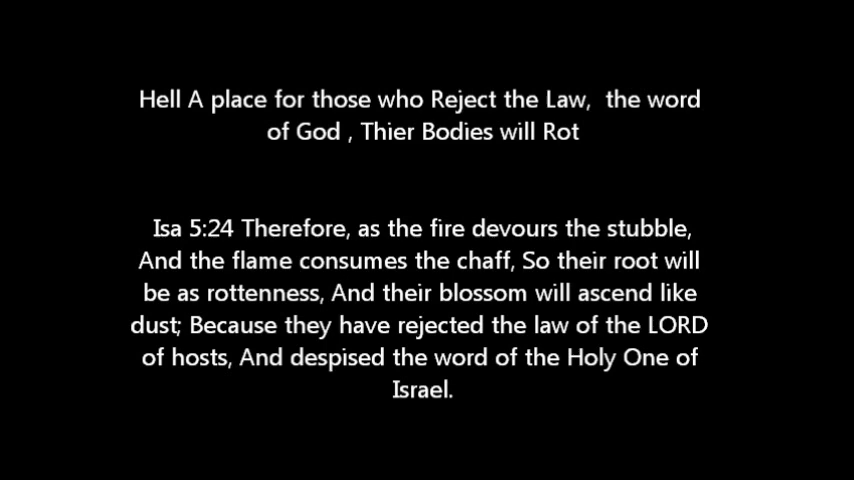 Hell A place for those who Reject the Law,  the word
of God , Thier Bodies will Rot
Isa 5:24 Therefore, as the fire devours the stubble,
And the flame consumes the chaff, So their root will
be as rottenness, And their blossom will ascend like
dust; Because they have rejected the law of the LORD
of hosts, And despised the word of the Holy One of
Israel.